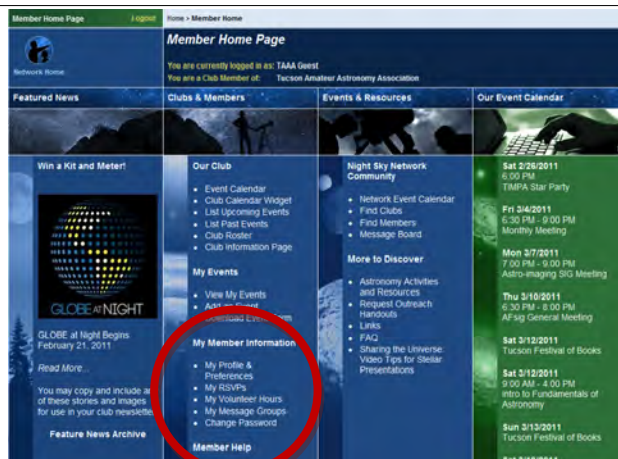 Member Home Page
Logout
Home > Member Home
Member Home Page
You are currently logged in as: TAAA Guest
You are a Club Member of: Tucson Amateur Astronomy Association
Network Home
Featured News
Clubs & Members
Events & Resources
Our Event Calendar
Win a Kit and Meter!
GLOBE AT NIGHT
GLOBE at Night Begins
February 21, 2011
Read More...
You may copy and include
of these stories and images
for use in your club newsletter
Feature News Archive
Our Club
Event Calendar
Club Calendar Widget
List Upcoming Events
List Past Events
Club Roster
Club Information Page
My Events
View My Events
Add an Event
Download
My Member Information
My Profile &
Preferences
My RSVPs
My Volunteer Hours
My Message Groups
Change Password
Member Help
Night Sky Network
Community
Network Event Calendar
Find Clubs
Find Members
Message Board
More to Discover
Astronomy Activities
and Resources
Request Outreach
Handouts
Links
FAQ
Sharing the Universe:
Video Tips for Stellar
Presentations
Sat 2/26/2011
6:00 PM
TIMPA Star Party
Fri 3/4/2011
6:30 PM - 9:00 PM
Monthly Meeting
Mon 3/7/2011
7:00 PM - 9:00 PM
Astro-imaging SIG Meeting
Thu 3/10/2011
6:30 PM - 8:00 PM
AFsig General Meeting
Sat 3/12/2011
Tucson Festival of Books
Sat 3/12/2011
9:00 AM - 4:00 PM
Intro to Fundamentals of
Astronomy
Sun 3/13/2011
Tucson Festival of Books